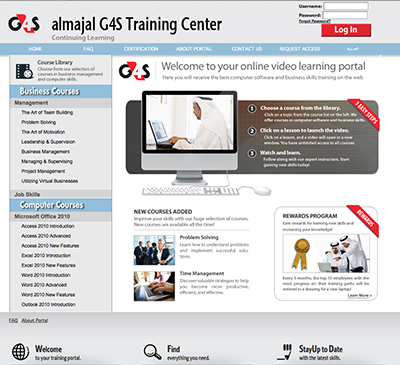 G4S almajal G4S Training Center
Continuing Learning
Username:
Password:
Forgot Password?
Log In
HOME FAQ CERTIFICATION ABOUT PORTAL CONTACT US REQUEST ACCESS العربية
Course Library
Choose from our selection of
courses in business management
and computer skills.
Business Courses
Management
The Art of Team Building
Problem Solving
The Art of Motivation
Leadership & Supervision
Business Management
Managing & Supervising
Project Management
Utilizing Virtual Businesses
Job Skills
Computer Courses
Microsoft Office 2010
Access 2010 Introduction
Access 2010 Advanced
Access 2010 New Features
Excel 2010 Introduction
Excel 2010 New Features
Word 2010 Introduction
Word 2010 Advanced
Word 2010 New Features
Outlook 2010 Introduction
G4S
Welcome to your online video learning portal
Here you will receive the best computer software and business skills training on the web
3 EASY STEPS
1 Choose a course from the library.
Click on a topic from the course list on the left. We
offer courses in computer software and business skills.
2 Click on a lesson to launch the video.
Click on a lesson, and a video will open in a new
window. You have unlimited access to all courses.
3 Watch and learn.
Follow along with our expert instructors. Start
gaining new skills today!
NEW COURSES ADDED
Improve your skills with our huge selection of courses.
New courses are available all the time!
Problem Solving
Learn how to understand problems
and implement successful solu-
tions.
Time Management
Discover valuable strategies to help
you become more productive,
efficient, and effective.
REWARDS PROGRAM
Earn rewards for learning new skills and
increasing your knowledge!
REWARDS
Every 3 months, the top 10 employees with the
most progress on their training paths will be
entered in a drawing for a new laptop!
Learn More >
FAQ About Portal
Welcome
to your training portal.
Find
everything you need.
StayUp to Date
with the latest skills.